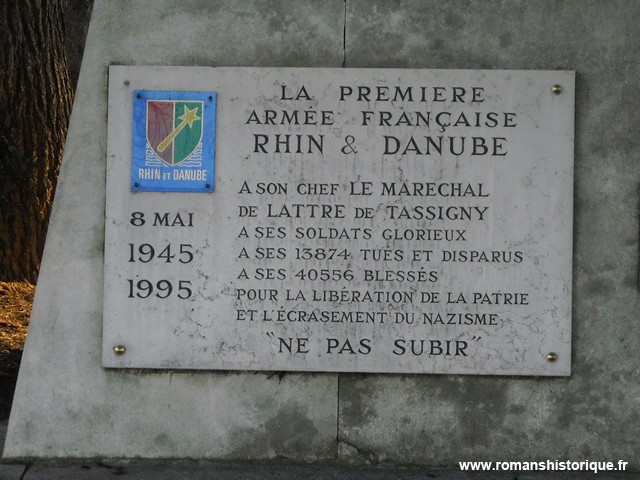 LA PREMIERE
ARMÉE FRANÇAISE
RHIN & DANUBE
RHIN ET DANUBE
8 MAI
1945
1995
A SON CHEF LE MARECHAL
DE LATTRE DE TASSIGNY
A SES SOLDATS GLORIEUX
A SES 13874 TUÉS ET DISPARUS
A SES 40556 BLESSÉS
POUR LA LIBÉRATION DE LA PATRIE
ET L'ÉCRASEMENT DU NAZISME
"NE PAS SUBIR"
www.romanshistorique.fr